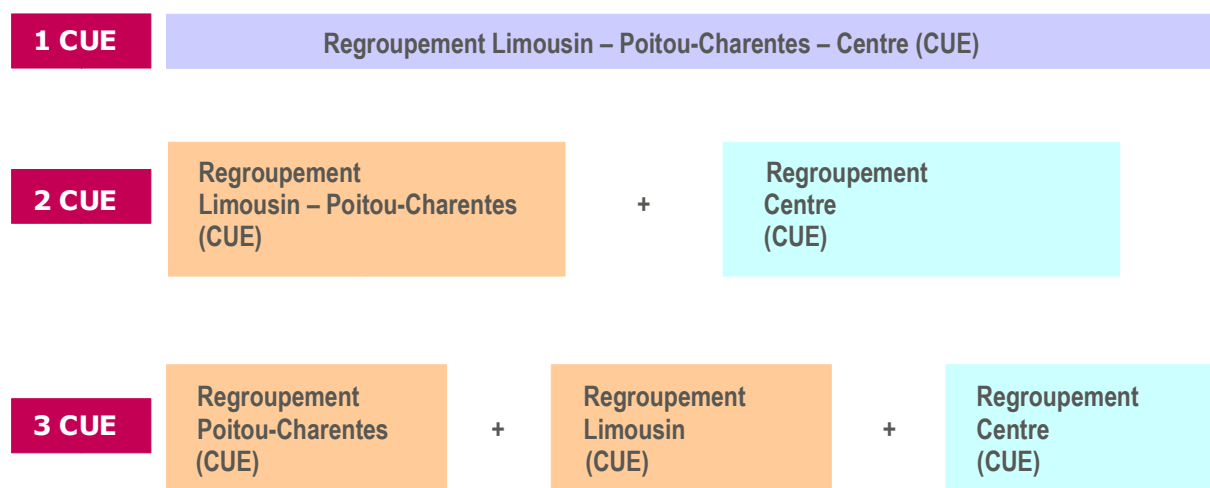 1 CUE
Regroupement Limousin – Poitou-Charentes – Centre (CUE)
2 CUE
Regroupement
Limousin – Poitou-Charentes
(CUE)
+
Regroupement
Centre
(CUE)
3 CUE
Regroupement
Poitou-Charentes
(CUE)
+
Regroupement
Limousin
(CUE)
+
Regroupement
Centre
(CUE)